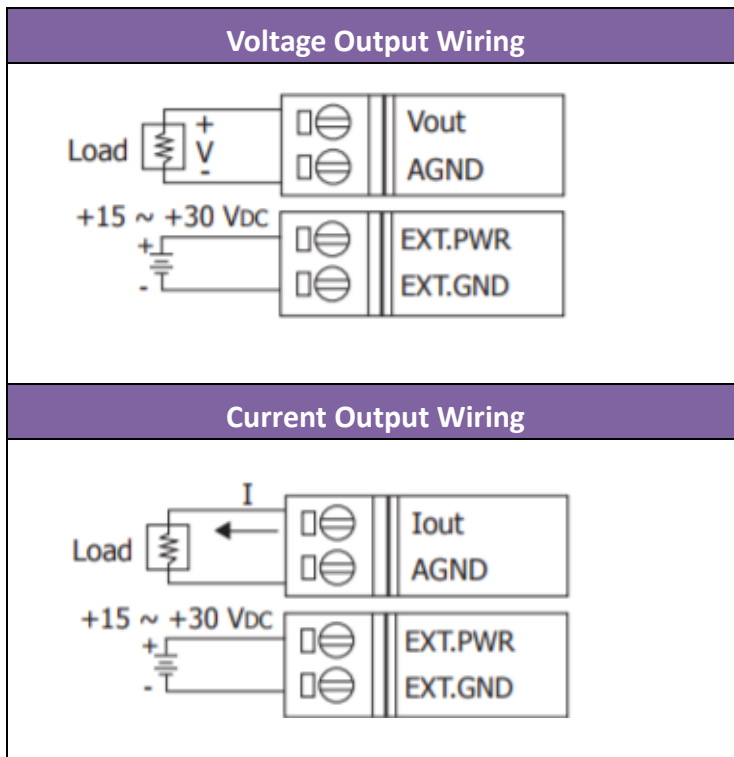 Voltage Output Wiring
Load
+
V
-
Vout
AGND
+15 ~ +30 VDC
+
-
EXT.PWR
EXT.GND
Current Output Wiring
I
Load
Iout
AGND
+15 ~ +30 VDC
+
-
EXT.PWR
EXT.GND